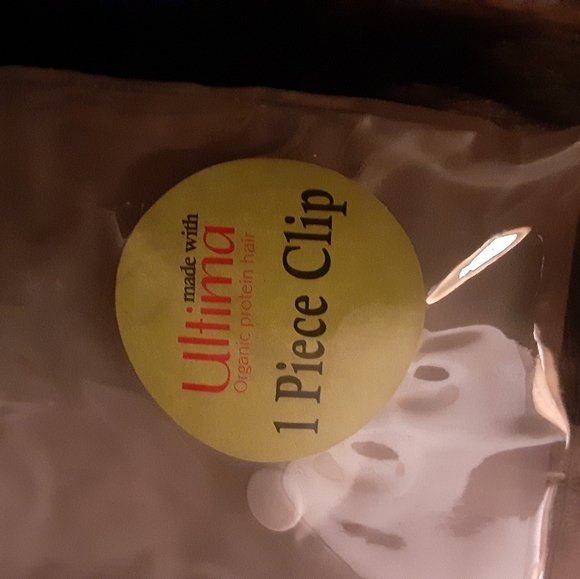 made with
Ultima
Organic protein hair
1 Piece Clip